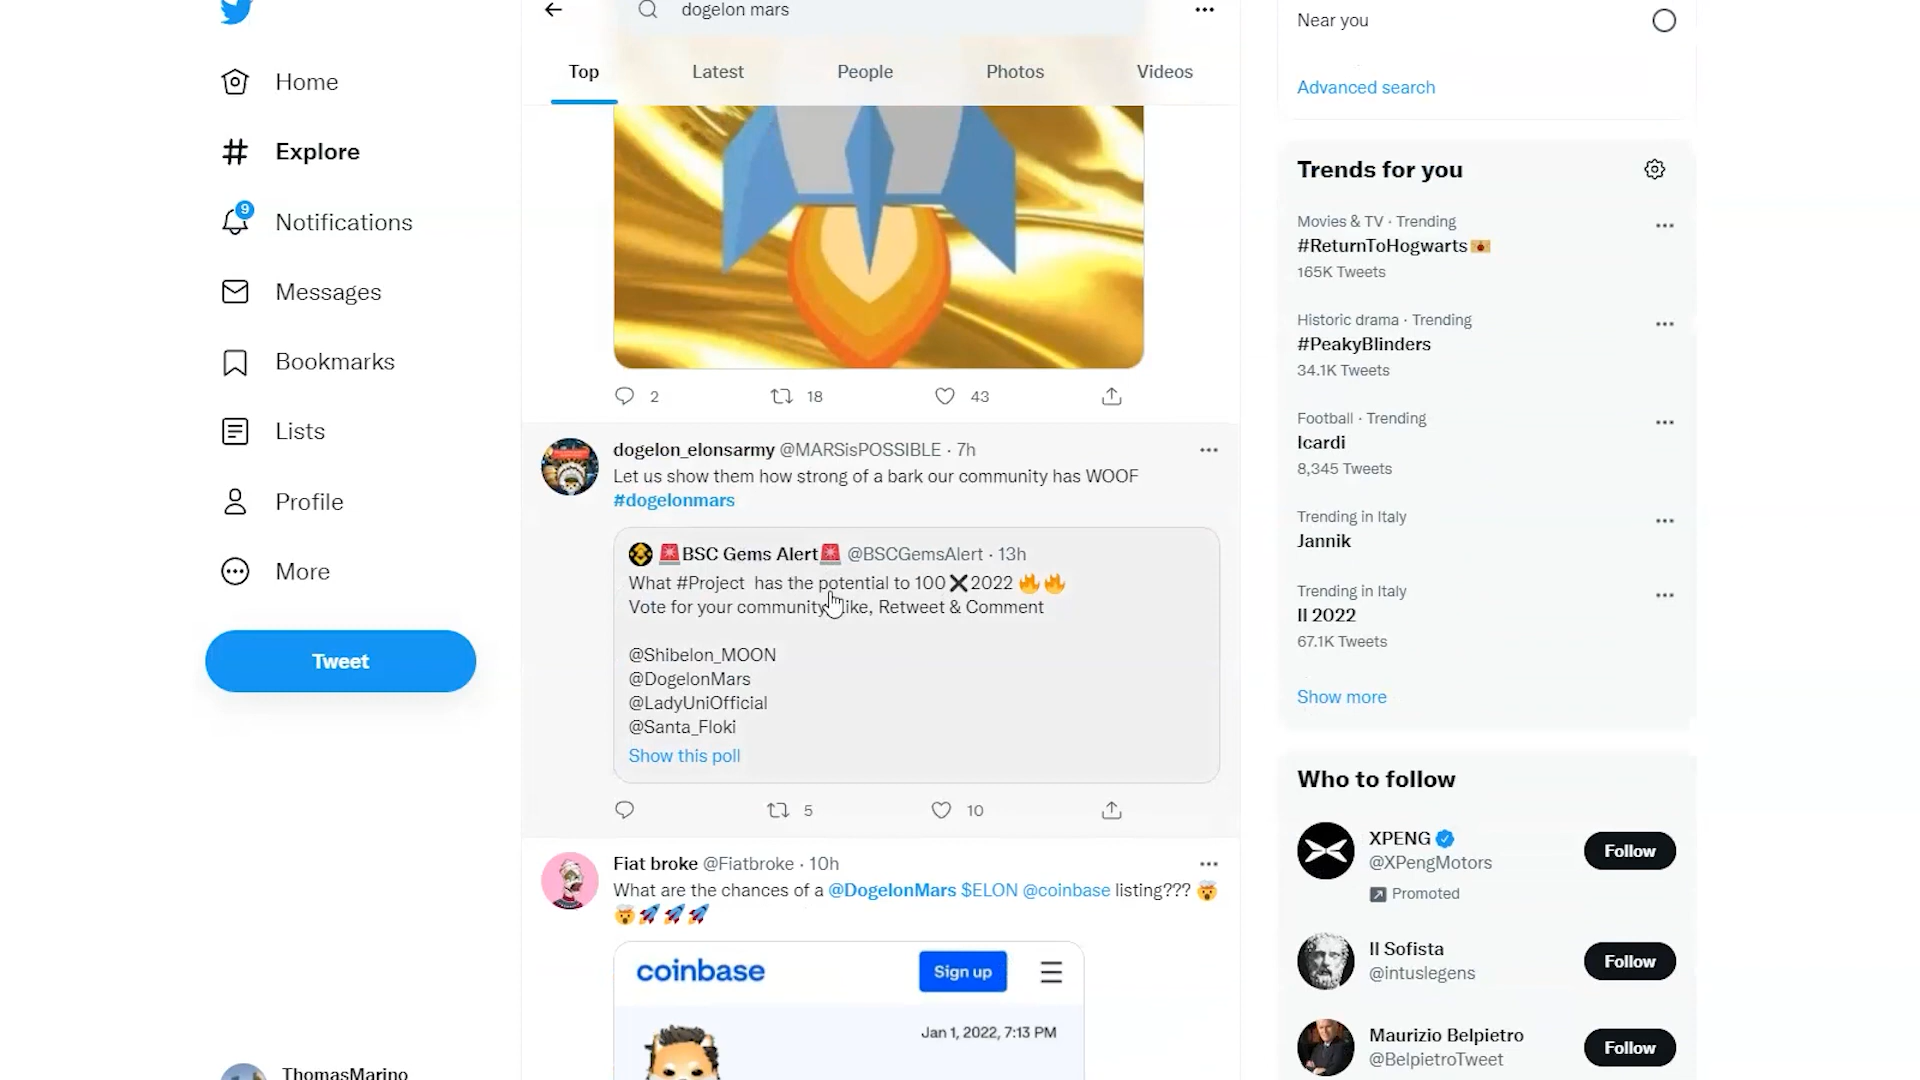 dogelon mars
Top
Latest
People
Photos
Videos
Home
Explore
9
Notifications
Messages
Bookmarks
Lists
Profile
More
Tweet
ThomasMarino
2
18
43
dogelon_elonsarmy @MARSisPOSSIBLE · 7h
Let us show them how strong of a bark our community has WOOF
#dogelonmars
🚨BSC Gems Alert🚨 @BSCGemsAlert · 13h
What #Project has the potential to 100 ❌2022 🔥🔥
Vote for your community Like, Retweet & Comment
@Shibelon_MOON
@DogelonMars
@LadyUniOfficial
@Santa_Floki
Show this poll
5
10
Fiat broke @Fiatbroke · 10h
What are the chances of a @DogelonMars $ELON @coinbase listing??? 🤯
🤯🚀🚀🚀
coinbase
Sign up
Jan 1, 2022, 7:13 PM
Near you
Advanced search
Trends for you
Movies & TV · Trending
#ReturnToHogwarts
165K Tweets
Historic drama · Trending
#PeakyBlinders
34.1K Tweets
Football · Trending
Icardi
8,345 Tweets
Trending in Italy
Jannik
Trending in Italy
Il 2022
67.1K Tweets
Show more
Who to follow
XPENG
@XPengMotors
Promoted
Follow
Il Sofista
@intuslegens
Follow
Maurizio Belpietro
@BelpietroTweet
Follow